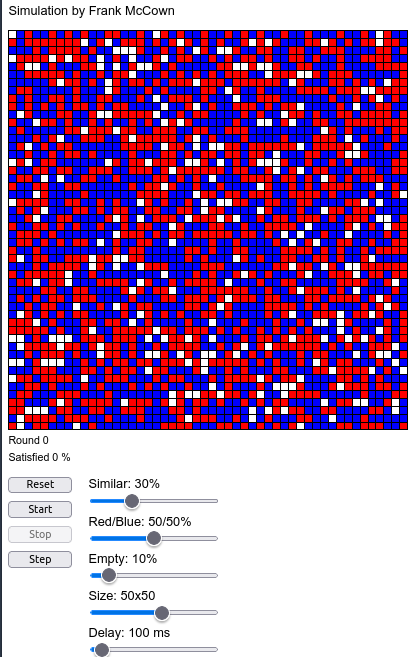 Simulation by Frank McCown
Round 0
Satisfied 0 %
Reset
Start
Stop
Step
Similar: 30%
Red/Blue: 50/50%
Empty: 10%
Size: 50x50
Delay: 100 ms